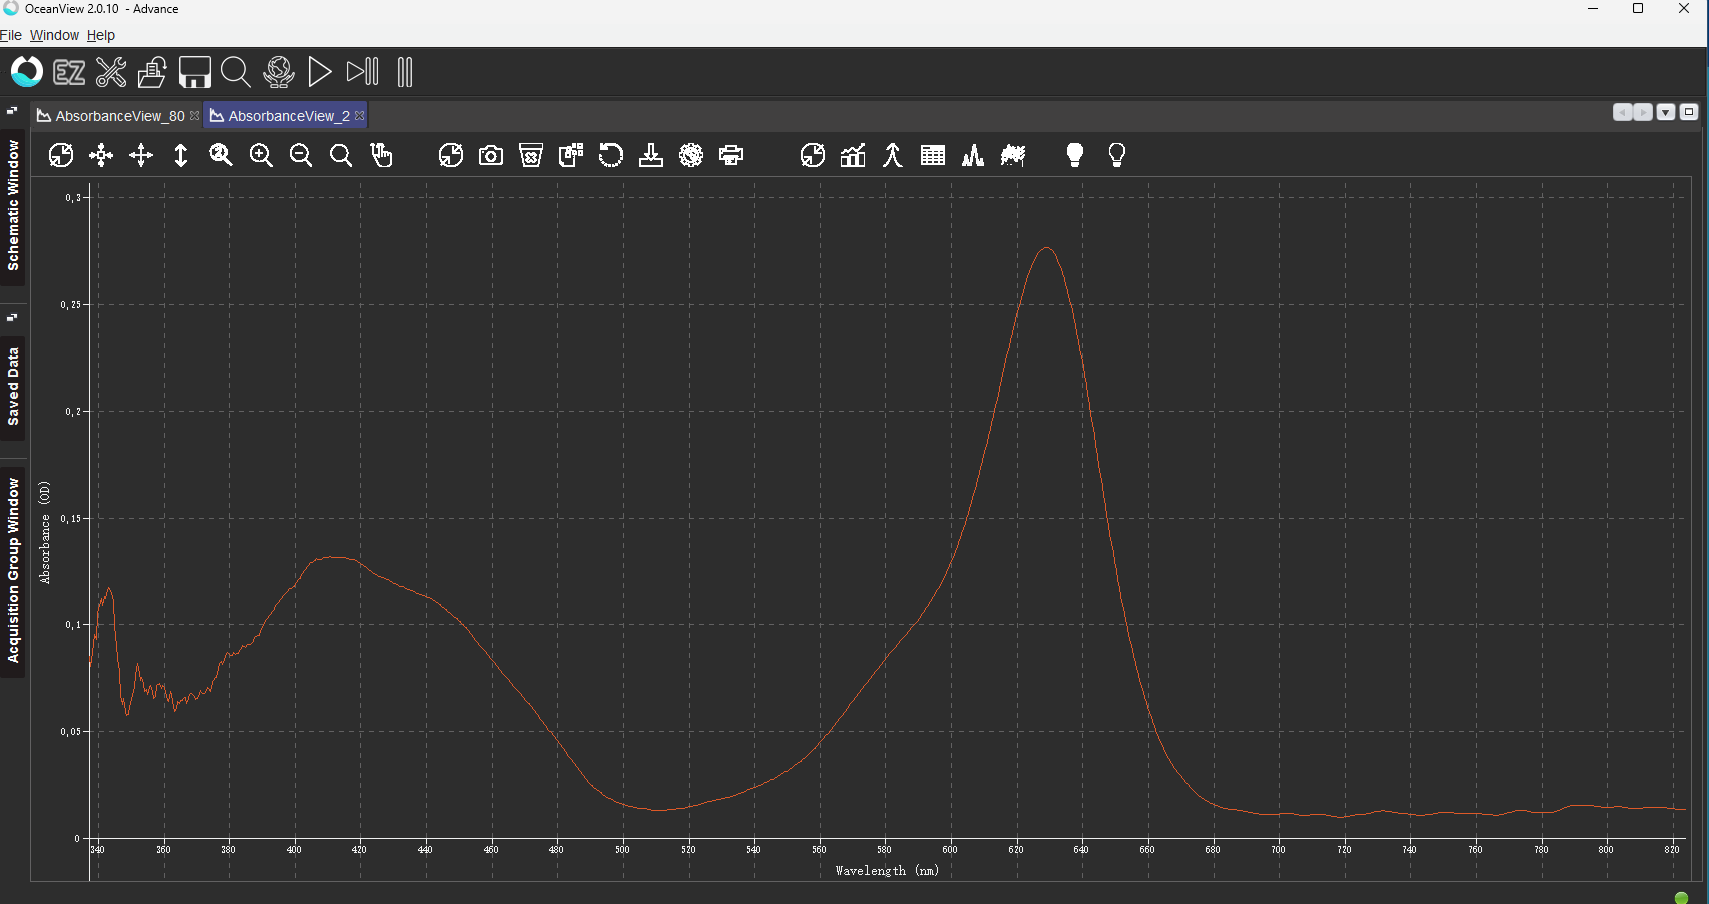 OceanView 2.0.10 - Advance
File Window Help
EZ
AbsorbanceView_80 AbsorbanceView_2
Schematic Window
Saved Data
Acquisition Group Window
0,3
0,25
0,2
0,15
0,1
0,05
0
Absorbance (OD)
340 360 380 400 420 440 460 480 500 520 540 560 580 600 620 640 660 680 700 720 740 760 780 800 820
Wavelength (nm)